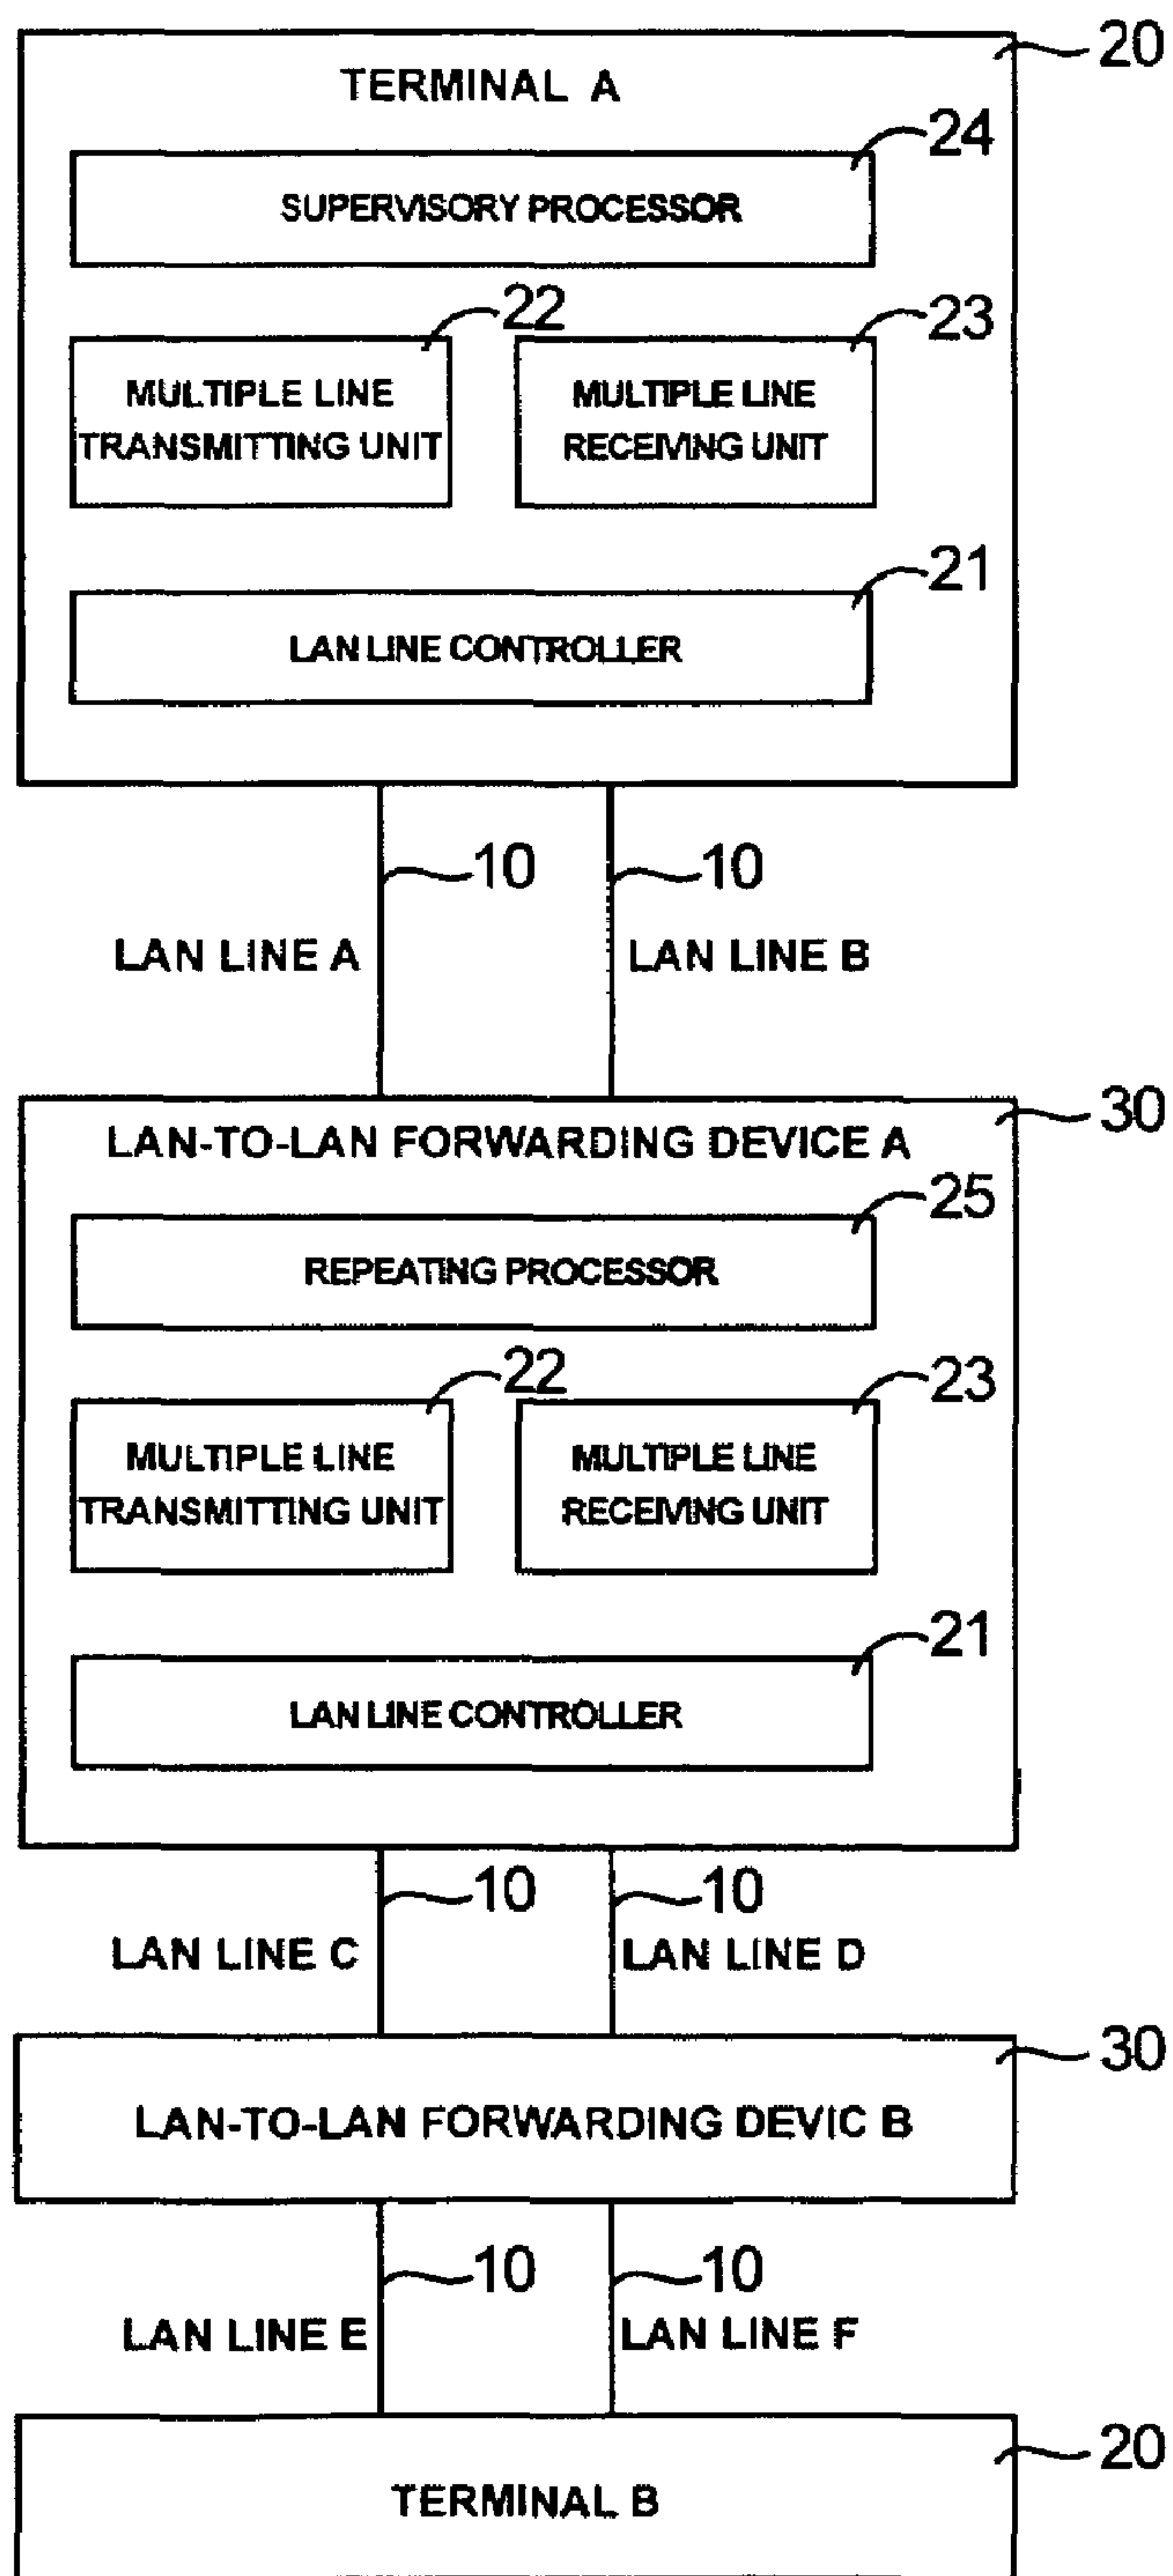 20
TERMINAL A
24
SUPERVISORY PROCESSOR
22
23
MULTIPLE LINE
TRANSMITTING UNIT
MULTIPLE LINE
RECEIVING UNIT
21
LAN LINE CONTROLLER
10
10
LAN LINE A
LAN LINE B
30
LAN-TO-LAN FORWARDING DEVICE A
25
REPEATING PROCESSOR
22
23
MULTIPLE LINE
TRANSMITTING UNIT
MULTIPLE LINE
RECEIVING UNIT
21
LAN LINE CONTROLLER
10
10
LAN LINE C
LAN LINE D
30
LAN-TO-LAN FORWARDING DEVIC B
10
10
LAN LINE E
LAN LINE F
20
TERMINAL B